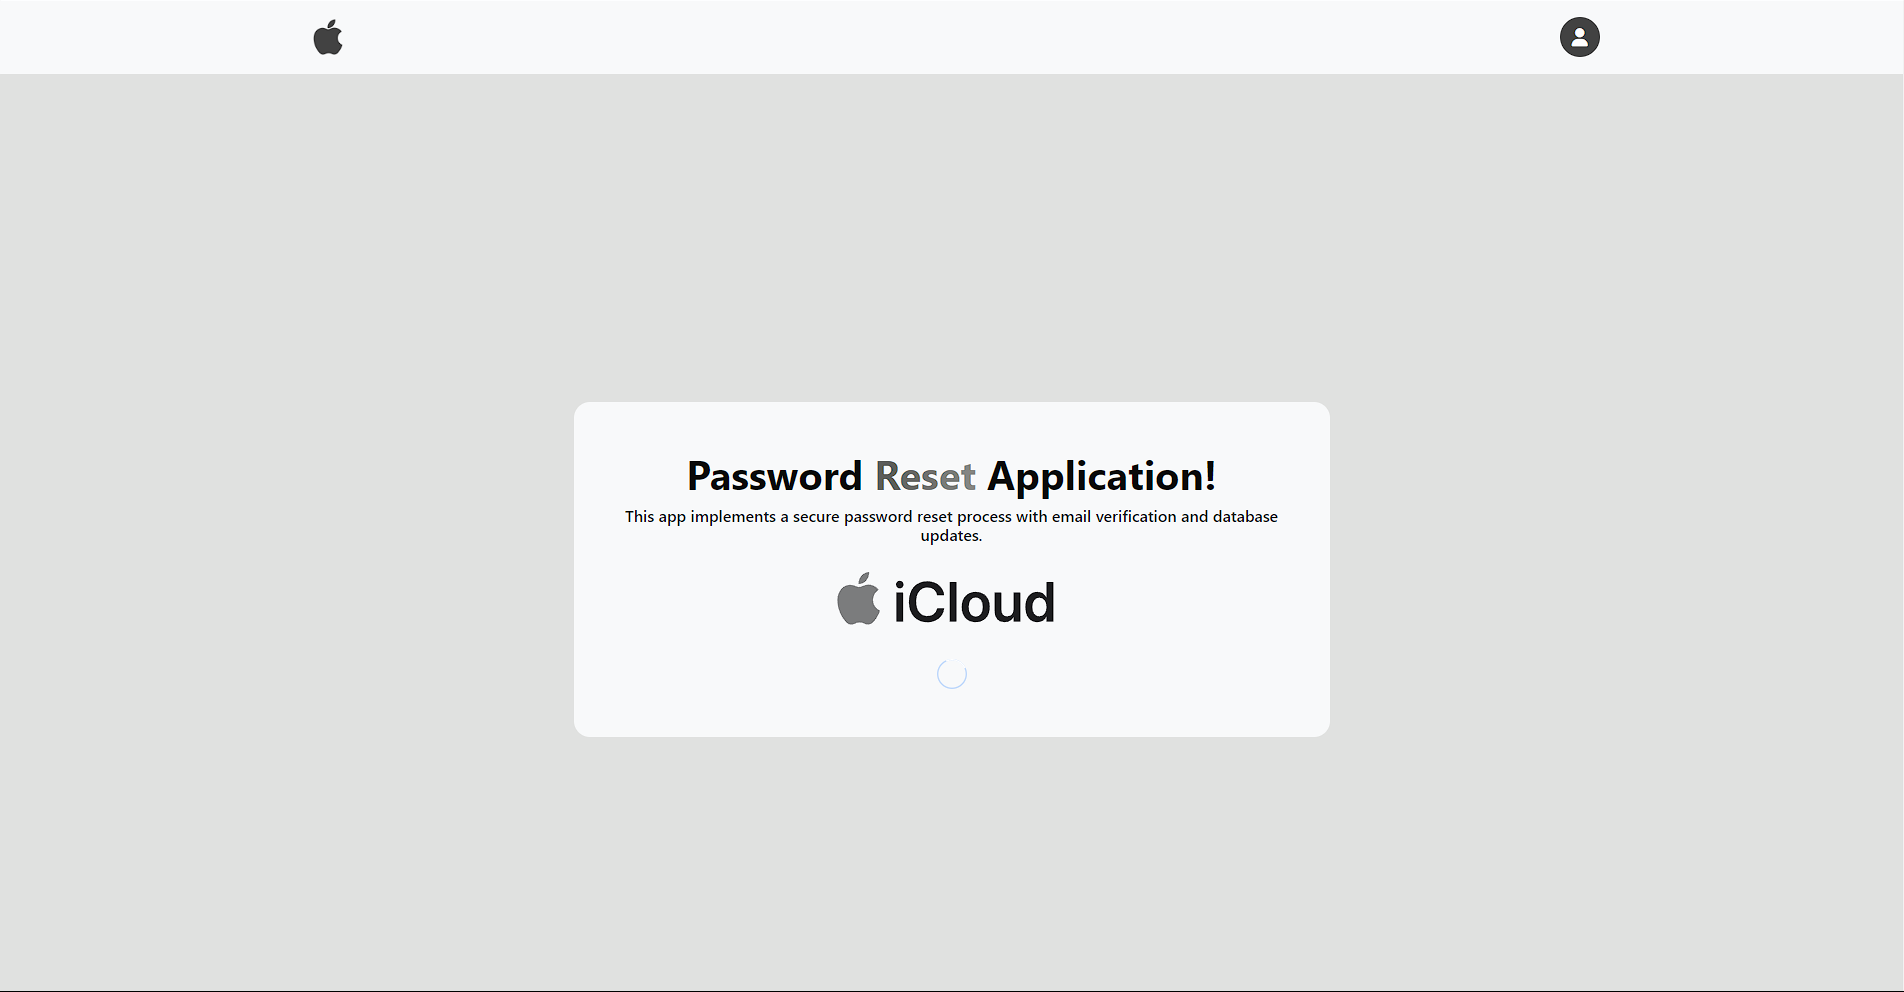 Password Reset Application!
This app implements a secure password reset process with email verification and database
updates.
iCloud